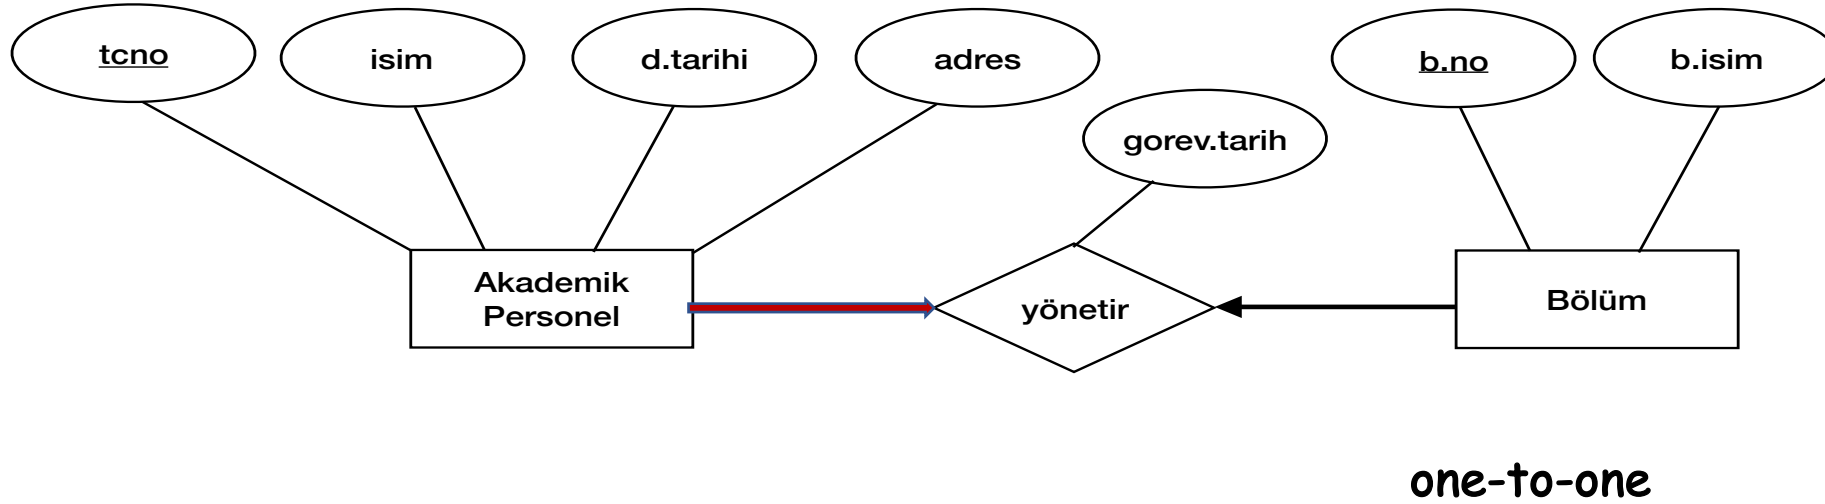 tcno
isim
d.tarihi
adres
b.no
b.isim
gorev.tarih
Akademik
Personel
yönetir
Bölüm
one-to-one